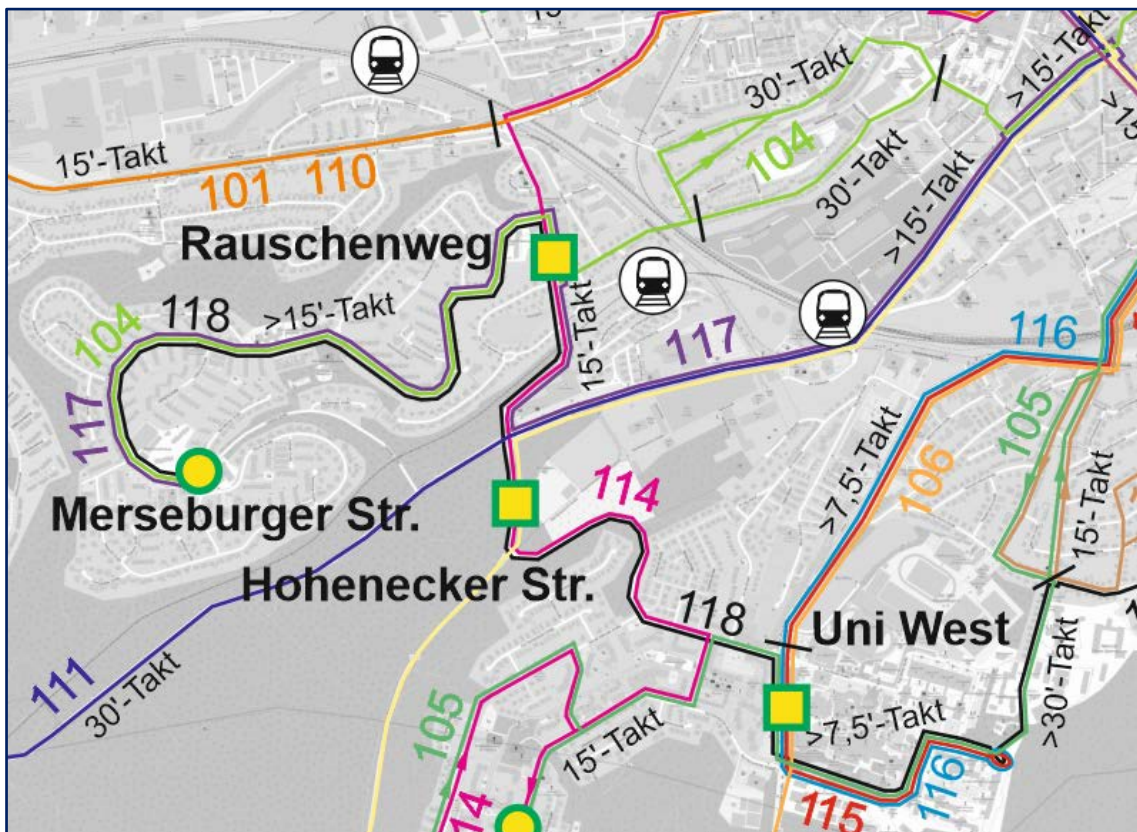 >15'-Takt
30'-Takt
104
15'-Takt
101 110
30'-Takt
>15'-Takt
Rauschenweg
104
118
>15'-Takt
15'-Takt
117
116
117
105
Merseburger Str.
114
>7,5'-Takt
106
15'-Takt
Hohenecker Str.
118
Uni West
111
30'-Takt
105
15'-Takt
>7,5'-Takt
>30'-Takt
116
115